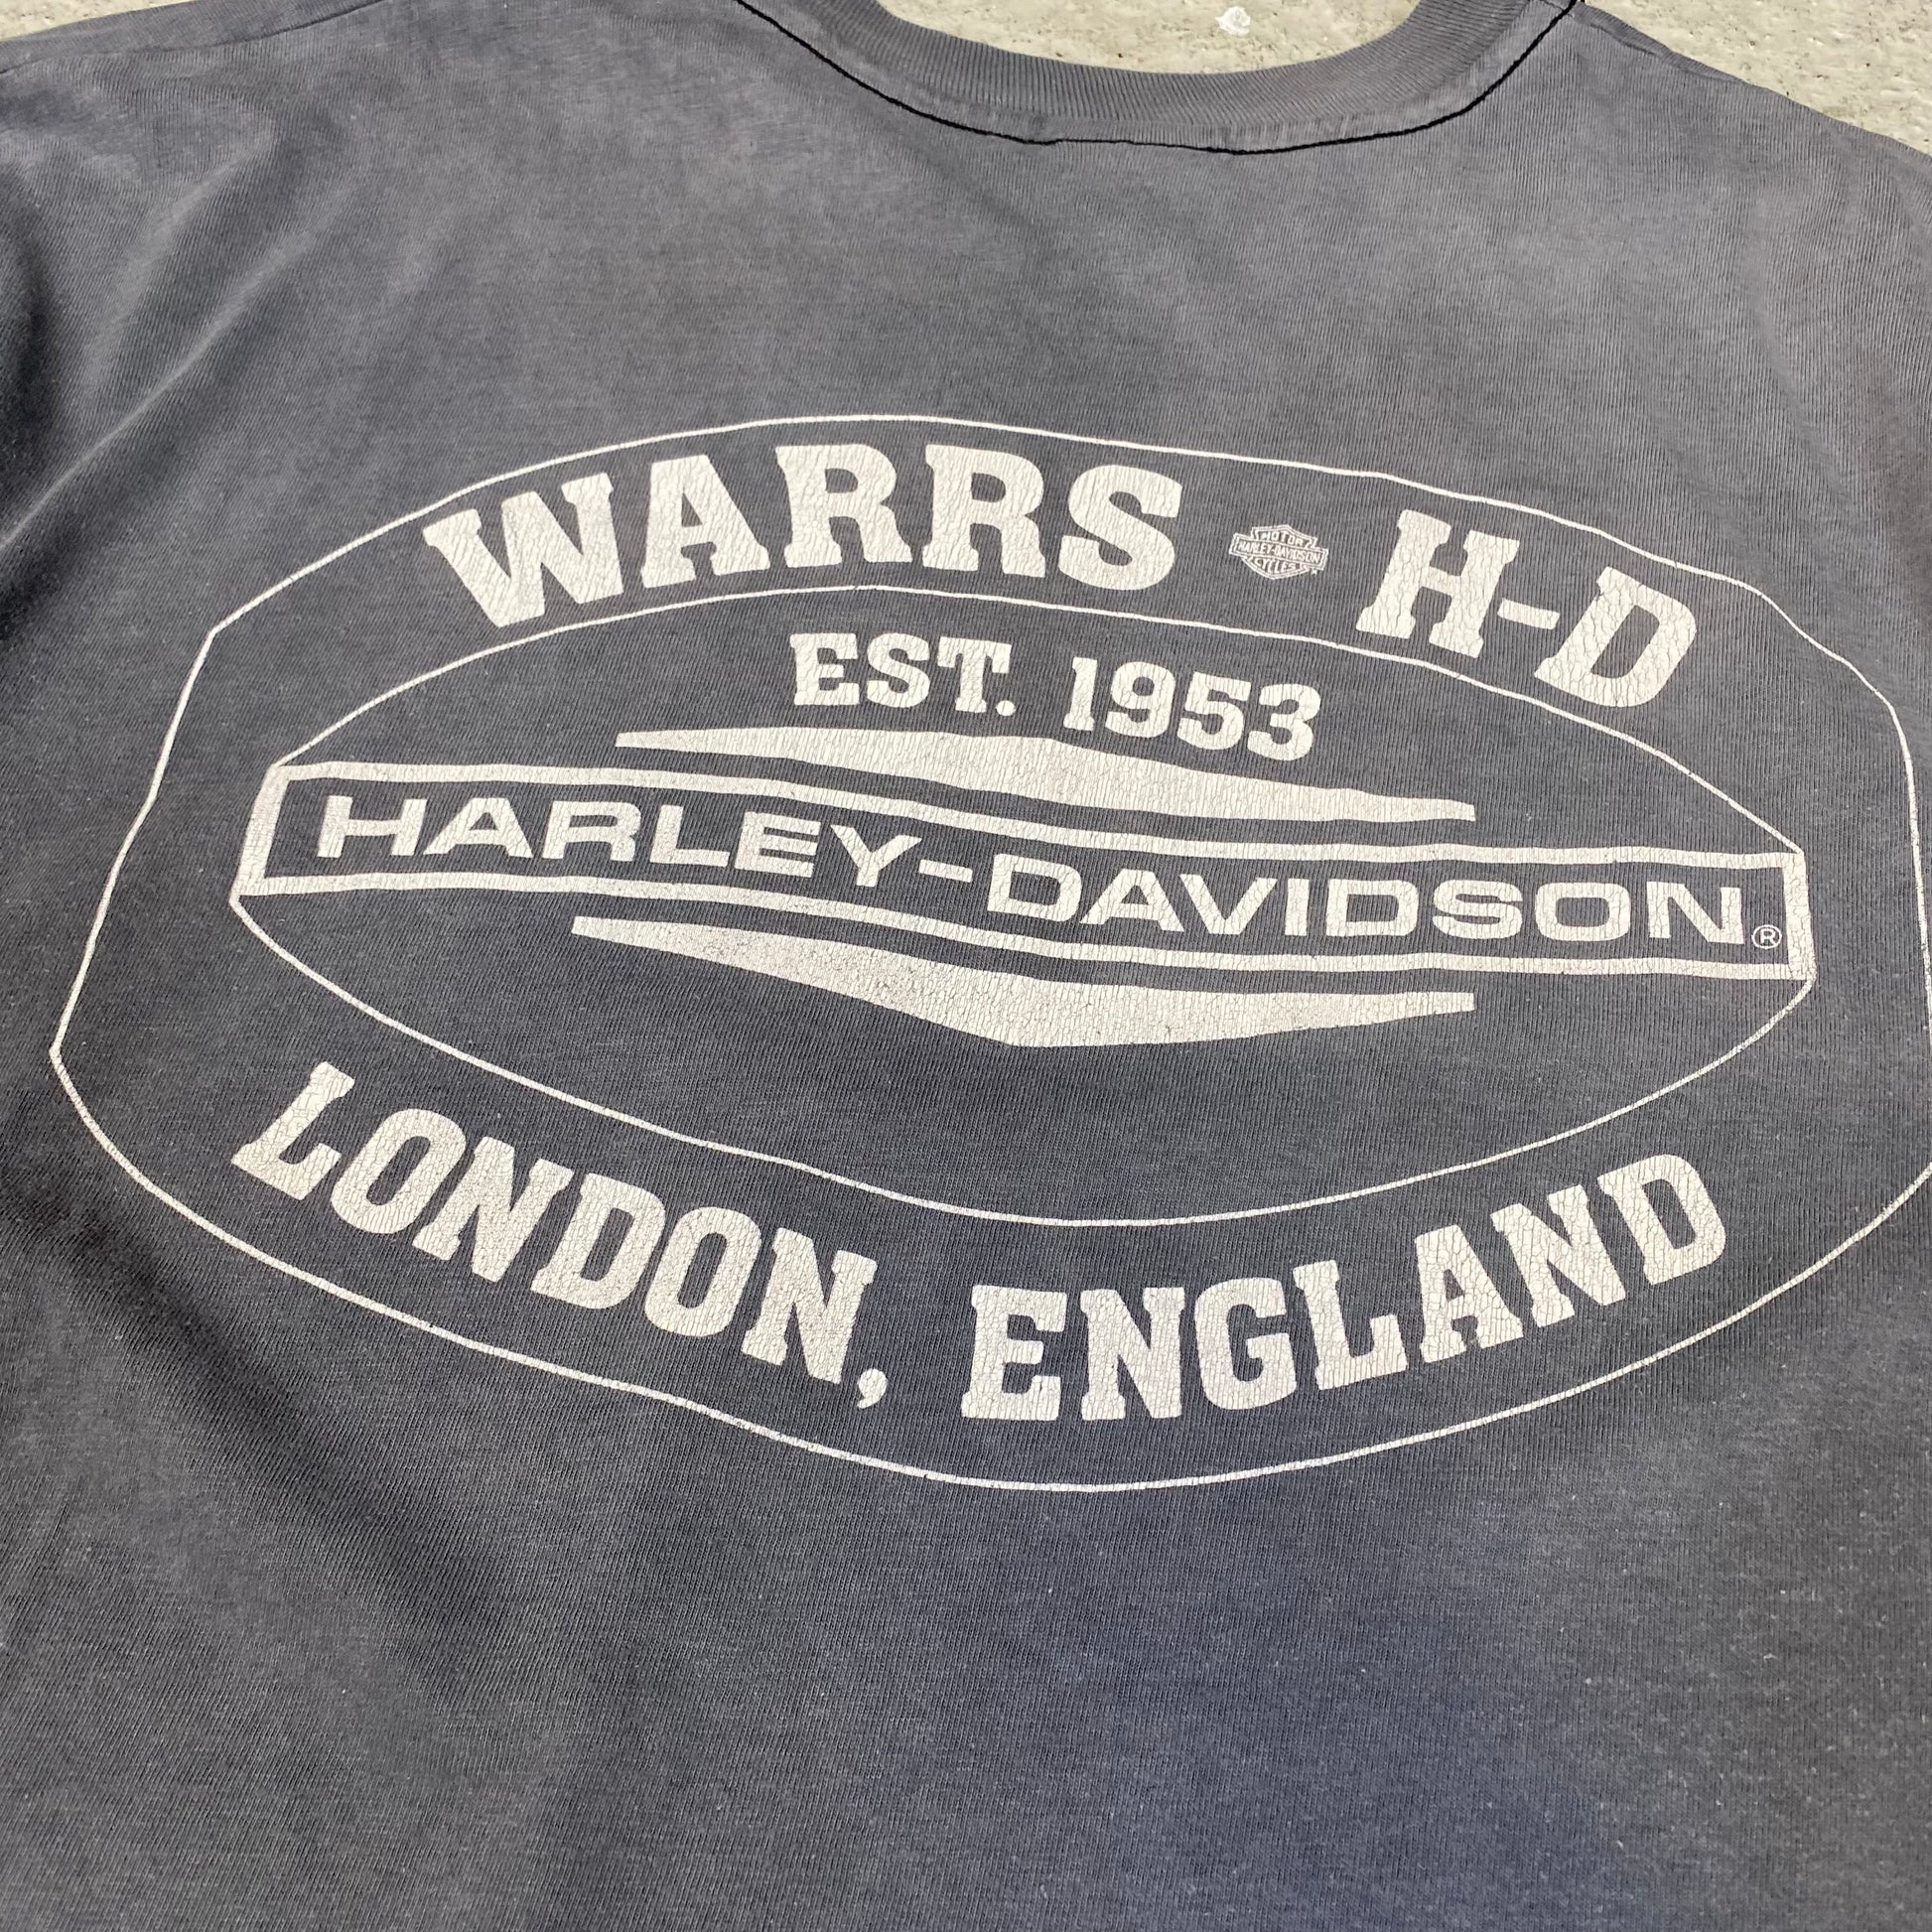 WARRS H-D
MOTOR
HARLEY-DAVIDSON
CYCLES
EST. 1953
HARLEY-DAVIDSON®
LONDON, ENGLAND